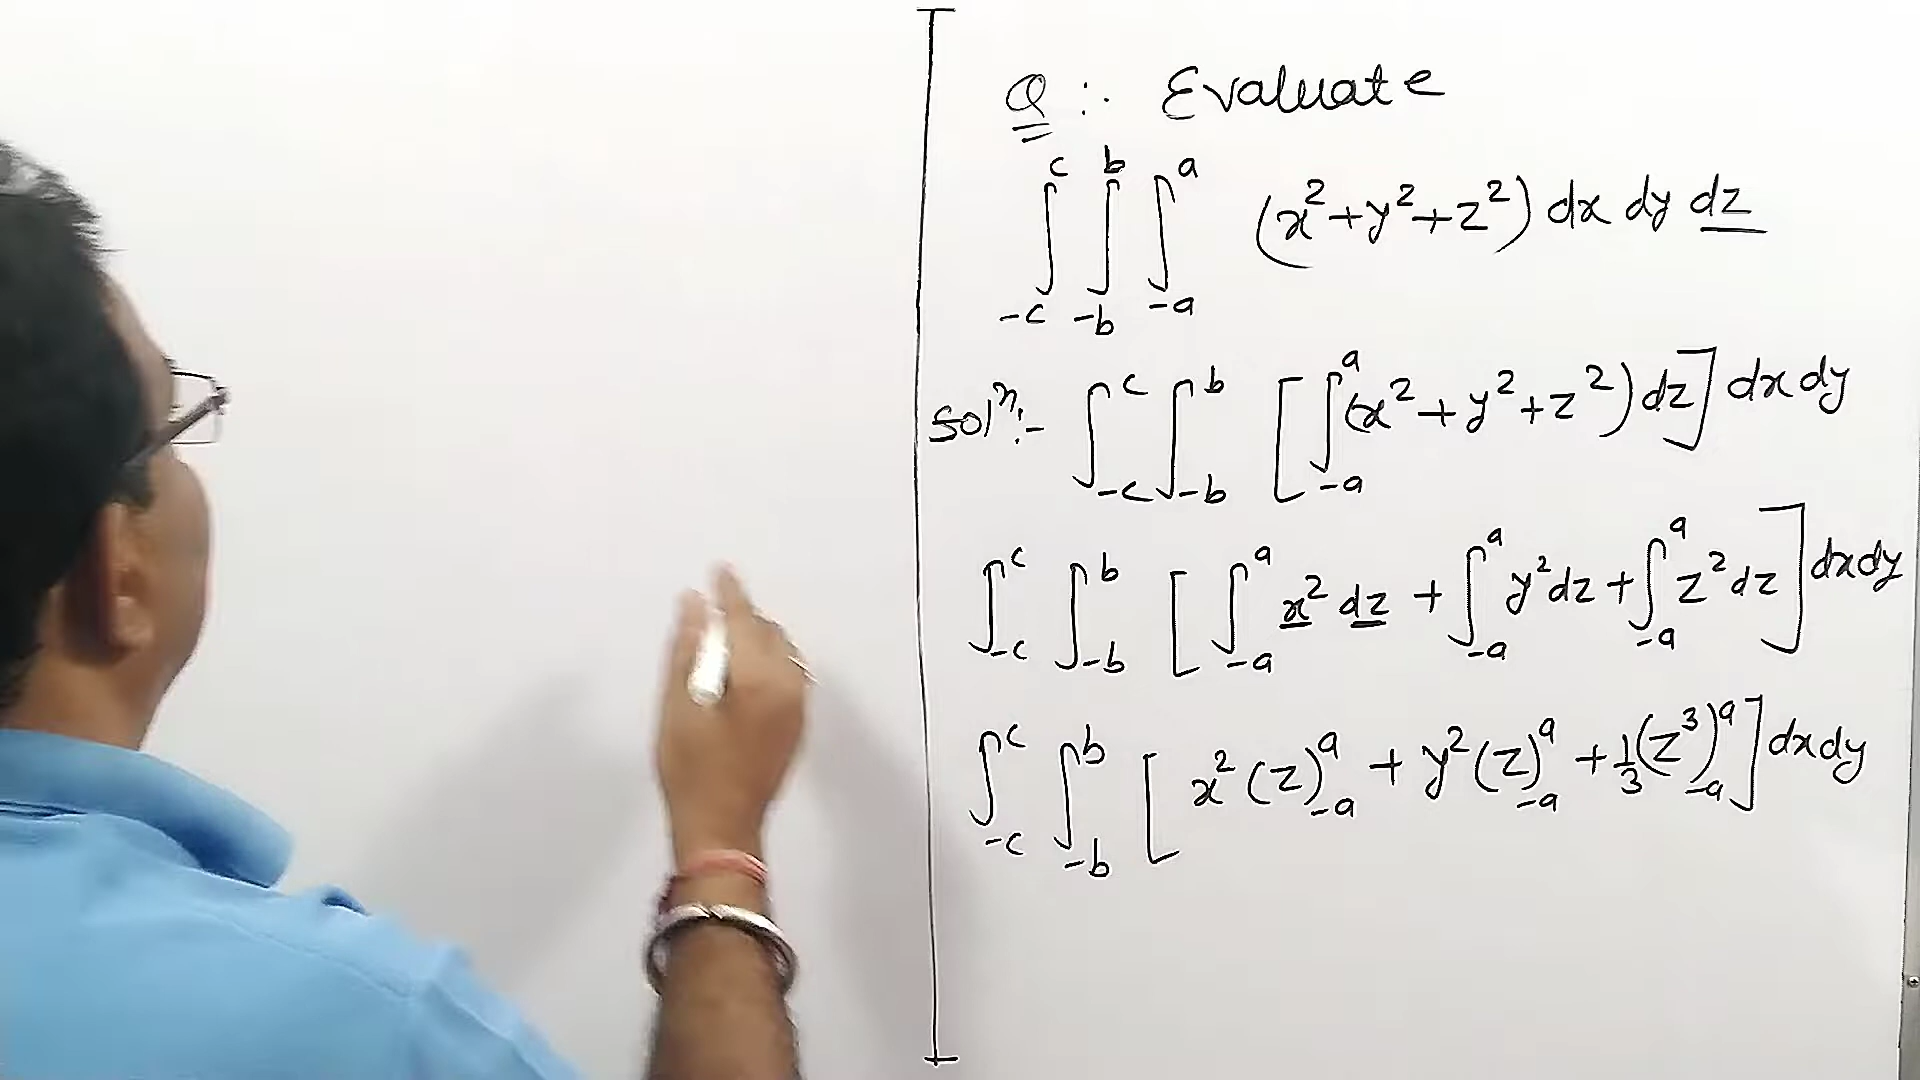 Q :. Evaluate
∫_{-c}^{c} ∫_{-b}^{b} ∫_{-a}^{a} (x²+y²+z²) dx dy dz
Solⁿ:- ∫_{-c}^{c} ∫_{-b}^{b} [∫_{-a}^{a} (x²+y²+z²) dz] dx dy
∫_{-c}^{c} ∫_{-b}^{b} [∫_{-a}^{a} x² dz + ∫_{-a}^{a} y² dz + ∫_{-a}^{a} z² dz] dx dy
∫_{-c}^{c} ∫_{-b}^{b} [x² (z)_{-a}^{a} + y² (z)_{-a}^{a} + 1/3 (z³)_{-a}^{a}] dx dy